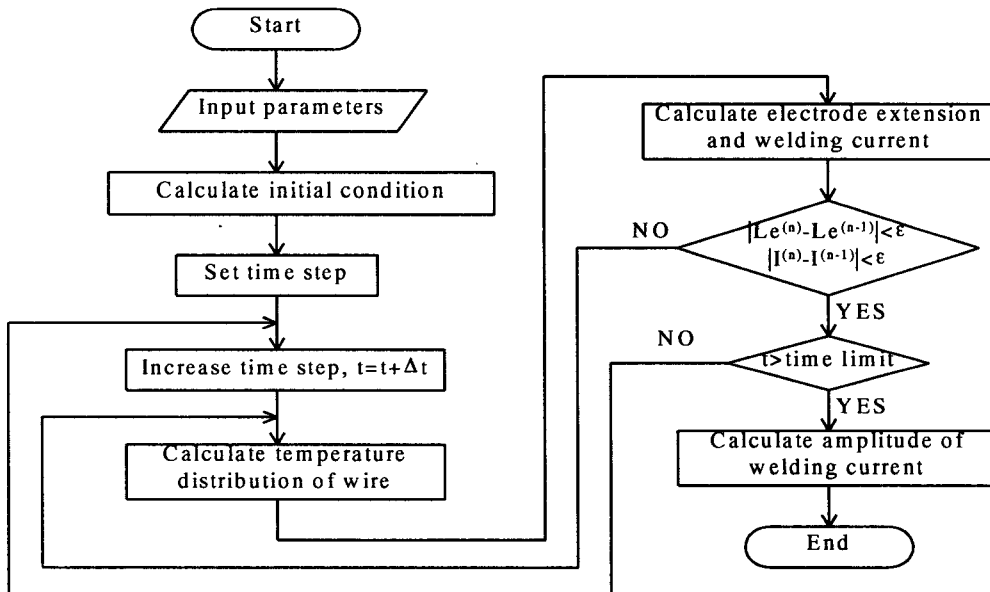 Start
Input parameters
Calculate initial condition
Set time step
Increase time step, t=t+Δt
Calculate temperature
distribution of wire
Calculate electrode extension
and welding current
NO
|Le(n)-Le(n-1)|<ε
|I(n)-I(n-1)|<ε
YES
NO
t>time limit
YES
Calculate amplitude of
welding current
End